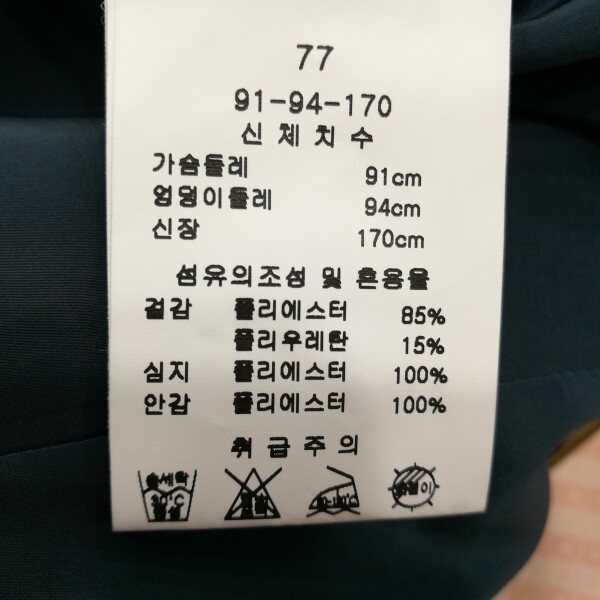 77
91-94-170
신체치수
가슴둘레 91cm
엉덩이둘레 94cm
신장 170cm
섬유의조성 및 혼용율
겉감 폴리에스터 85%
폴리우레탄 15%
심지 폴리에스터 100%
안감 폴리에스터 100%
취급주의